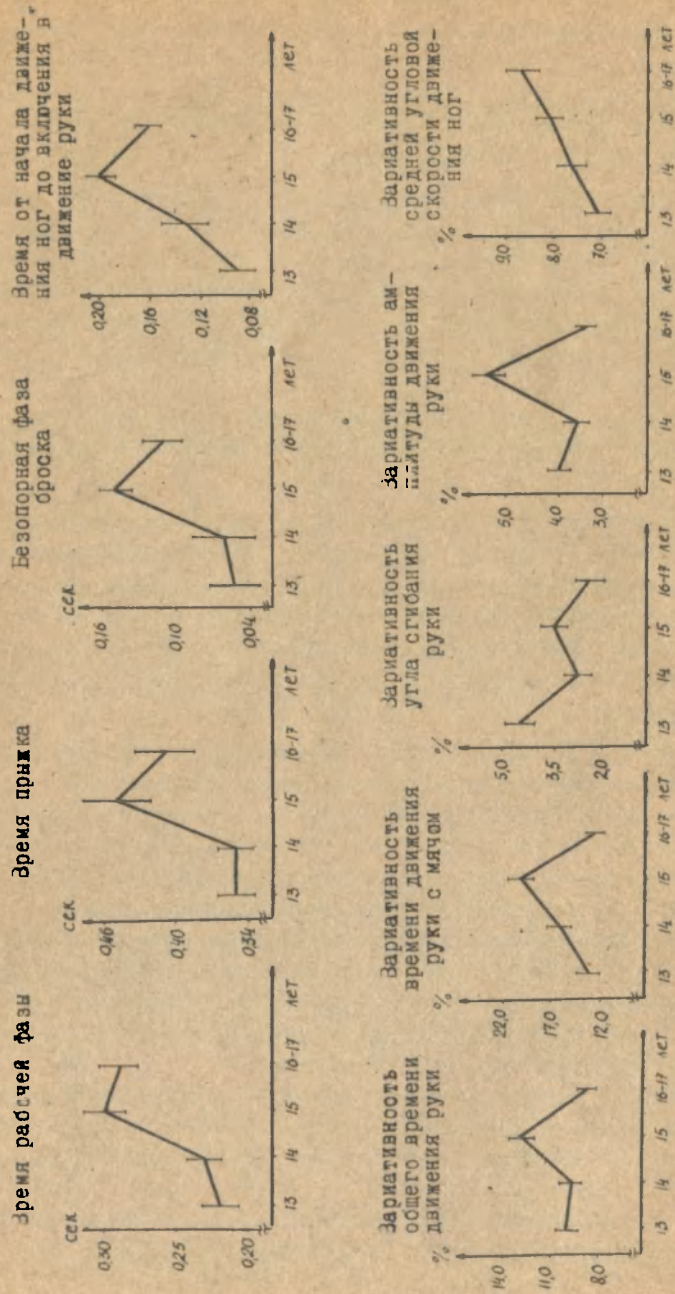 Время рабочей фазы
сек
0,30
0,25
0,20
13 14 15 16-17 лет
Время прыжка
сек
0,46
0,40
0,34
13 14 15 16-17 лет
Безопорная фаза
броска
сек
0,16
0,10
0,04
13 14 15 16-17 лет
Время от начала движе-
ния ног до включения в
движение руки
0,20
0,16
0,12
0,08
13 14 15 16-17 лет
Вариативность
общего времени
движения руки
%
14,0
11,0
8,0
13 14 15 16-17 лет
Вариативность
времени движения
руки с мячом
%
22,0
17,0
12,0
13 14 15 16-17 лет
Вариативность
угла сгибания
руки
%
5,0
3,5
2,0
13 14 15 16-17 лет
Вариативность ам-
плитуды движения
руки
%
5,0
4,0
3,0
13 14 15 16-17 лет
Вариативность
средней угловой
скорости движе-
ния ног
%
9,0
8,0
7,0
13 14 15 16-17 лет